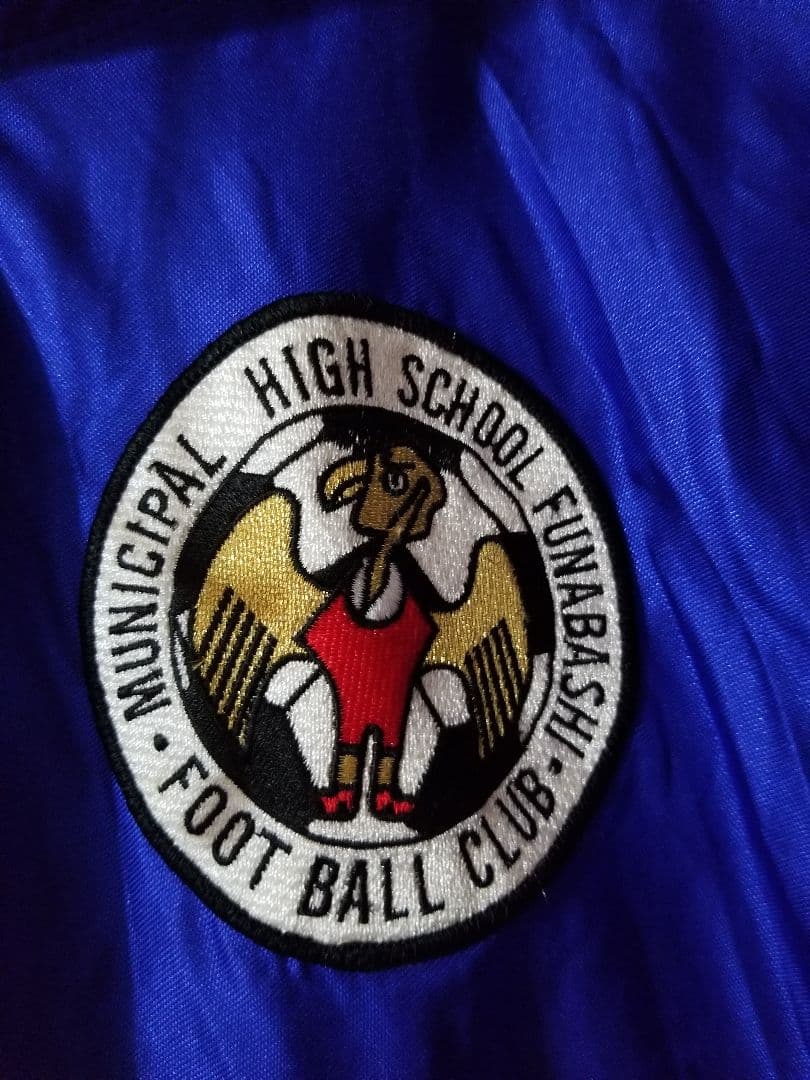 MUNICIPAL HIGH SCHOOL FUNABASHI
• FOOT BALL CLUB •